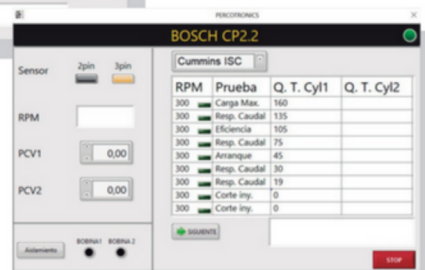 PERCOTRONICS
BOSCH CP2.2
Sensor 2pin 3pin
RPM
PCV1 0,00
PCV2 0,00
Aislamiento BOBINA1 BOBINA 2
Cummins ISC
RPM Prueba Q. T. Cyl1 Q. T. Cyl2
300 Carga Max. 160
300 Resp. Caudal 135
300 Eficiencia 105
300 Resp. Caudal 75
300 Arranque 45
300 Resp. Caudal 30
300 Resp. Caudal 19
300 Corte iny. 0
300 Corte iny. 0
SIGUIENTE
STOP